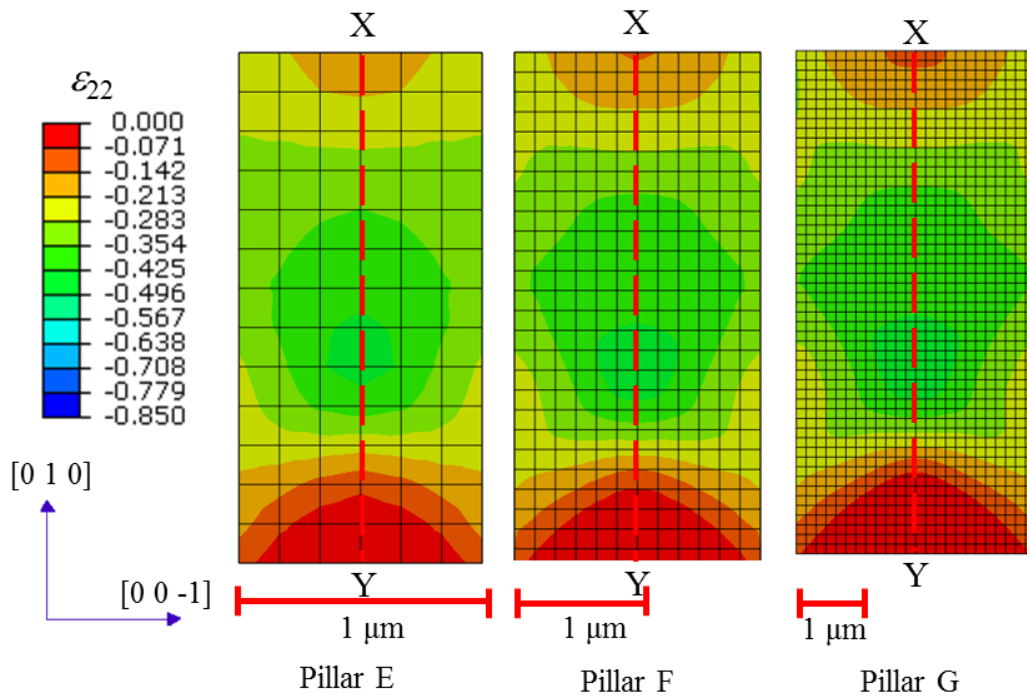 X
X
X
ε22
0.000
-0.071
-0.142
-0.213
-0.283
-0.354
-0.425
-0.496
-0.567
-0.638
-0.708
-0.779
-0.850
[0 1 0]
[0 0 -1]
Y
Y
Y
1 μm
1 μm
1 μm
Pillar E
Pillar F
Pillar G